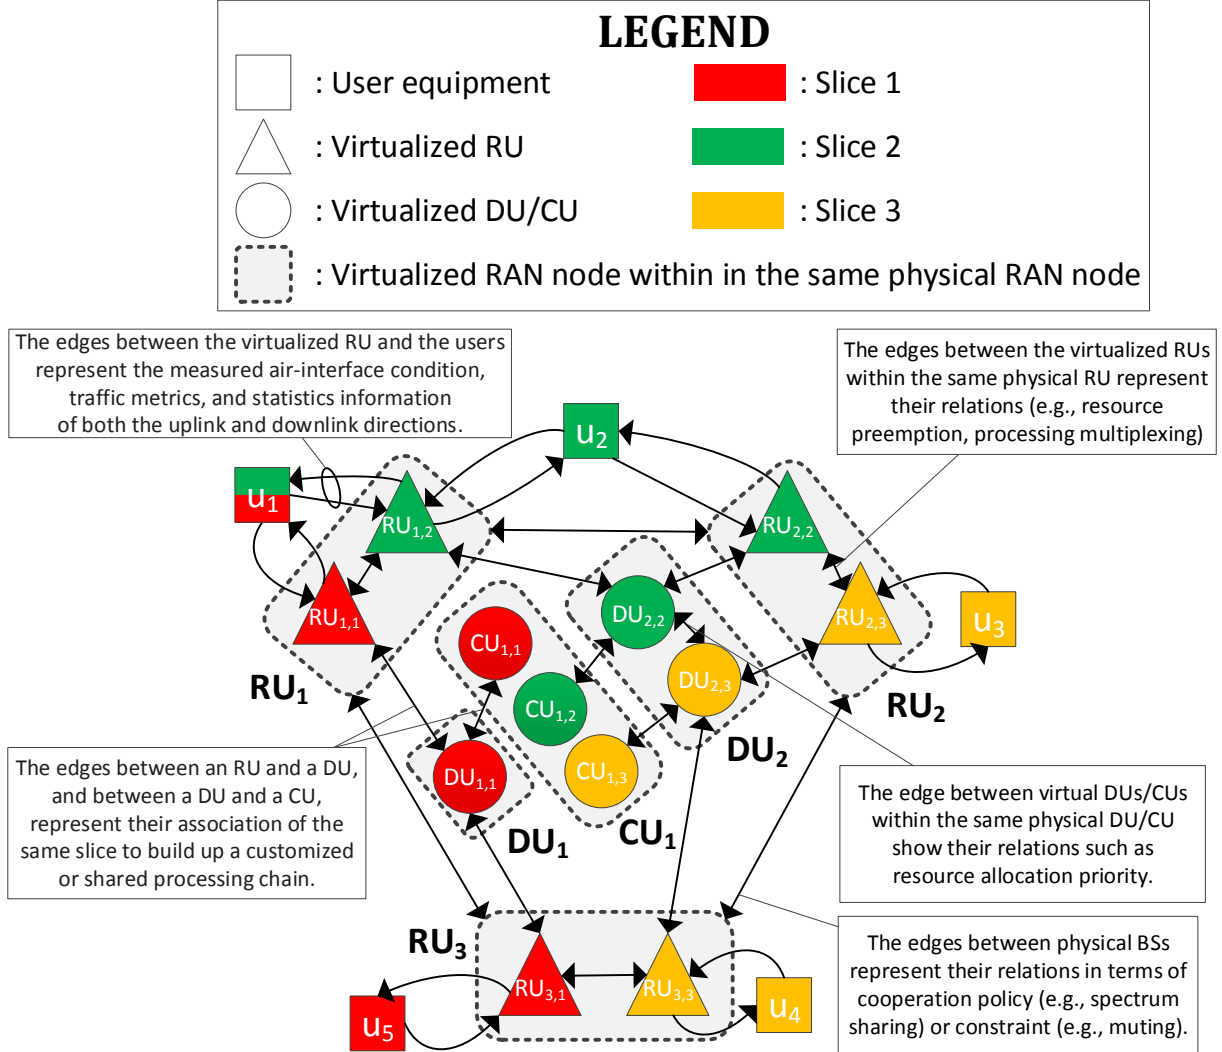 LEGEND
: User equipment
: Slice 1
: Virtualized RU
: Slice 2
: Virtualized DU/CU
: Slice 3
: Virtualized RAN node within in the same physical RAN node
The edges between the virtualized RU and the users
represent the measured air-interface condition,
traffic metrics, and statistics information
of both the uplink and downlink directions.
The edges between the virtualized RUs
within the same physical RU represent
their relations (e.g., resource
preemption, processing multiplexing)
u2
u1
RU1,2
RU2,2
RU1,1
DU2,2
RU2,3
u3
CU1,1
DU2,3
RU1
CU1,2
RU2
DU2
DU1,1
CU1,3
DU1
CU1
The edges between an RU and a DU,
and between a DU and a CU,
represent their association of the
same slice to build up a customized
or shared processing chain.
The edge between virtual DUs/CUs
within the same physical DU/CU
show their relations such as
resource allocation priority.
RU3
RU3,1
RU3,3
u5
u4
The edges between physical BSs
represent their relations in terms of
cooperation policy (e.g., spectrum
sharing) or constraint (e.g., muting).